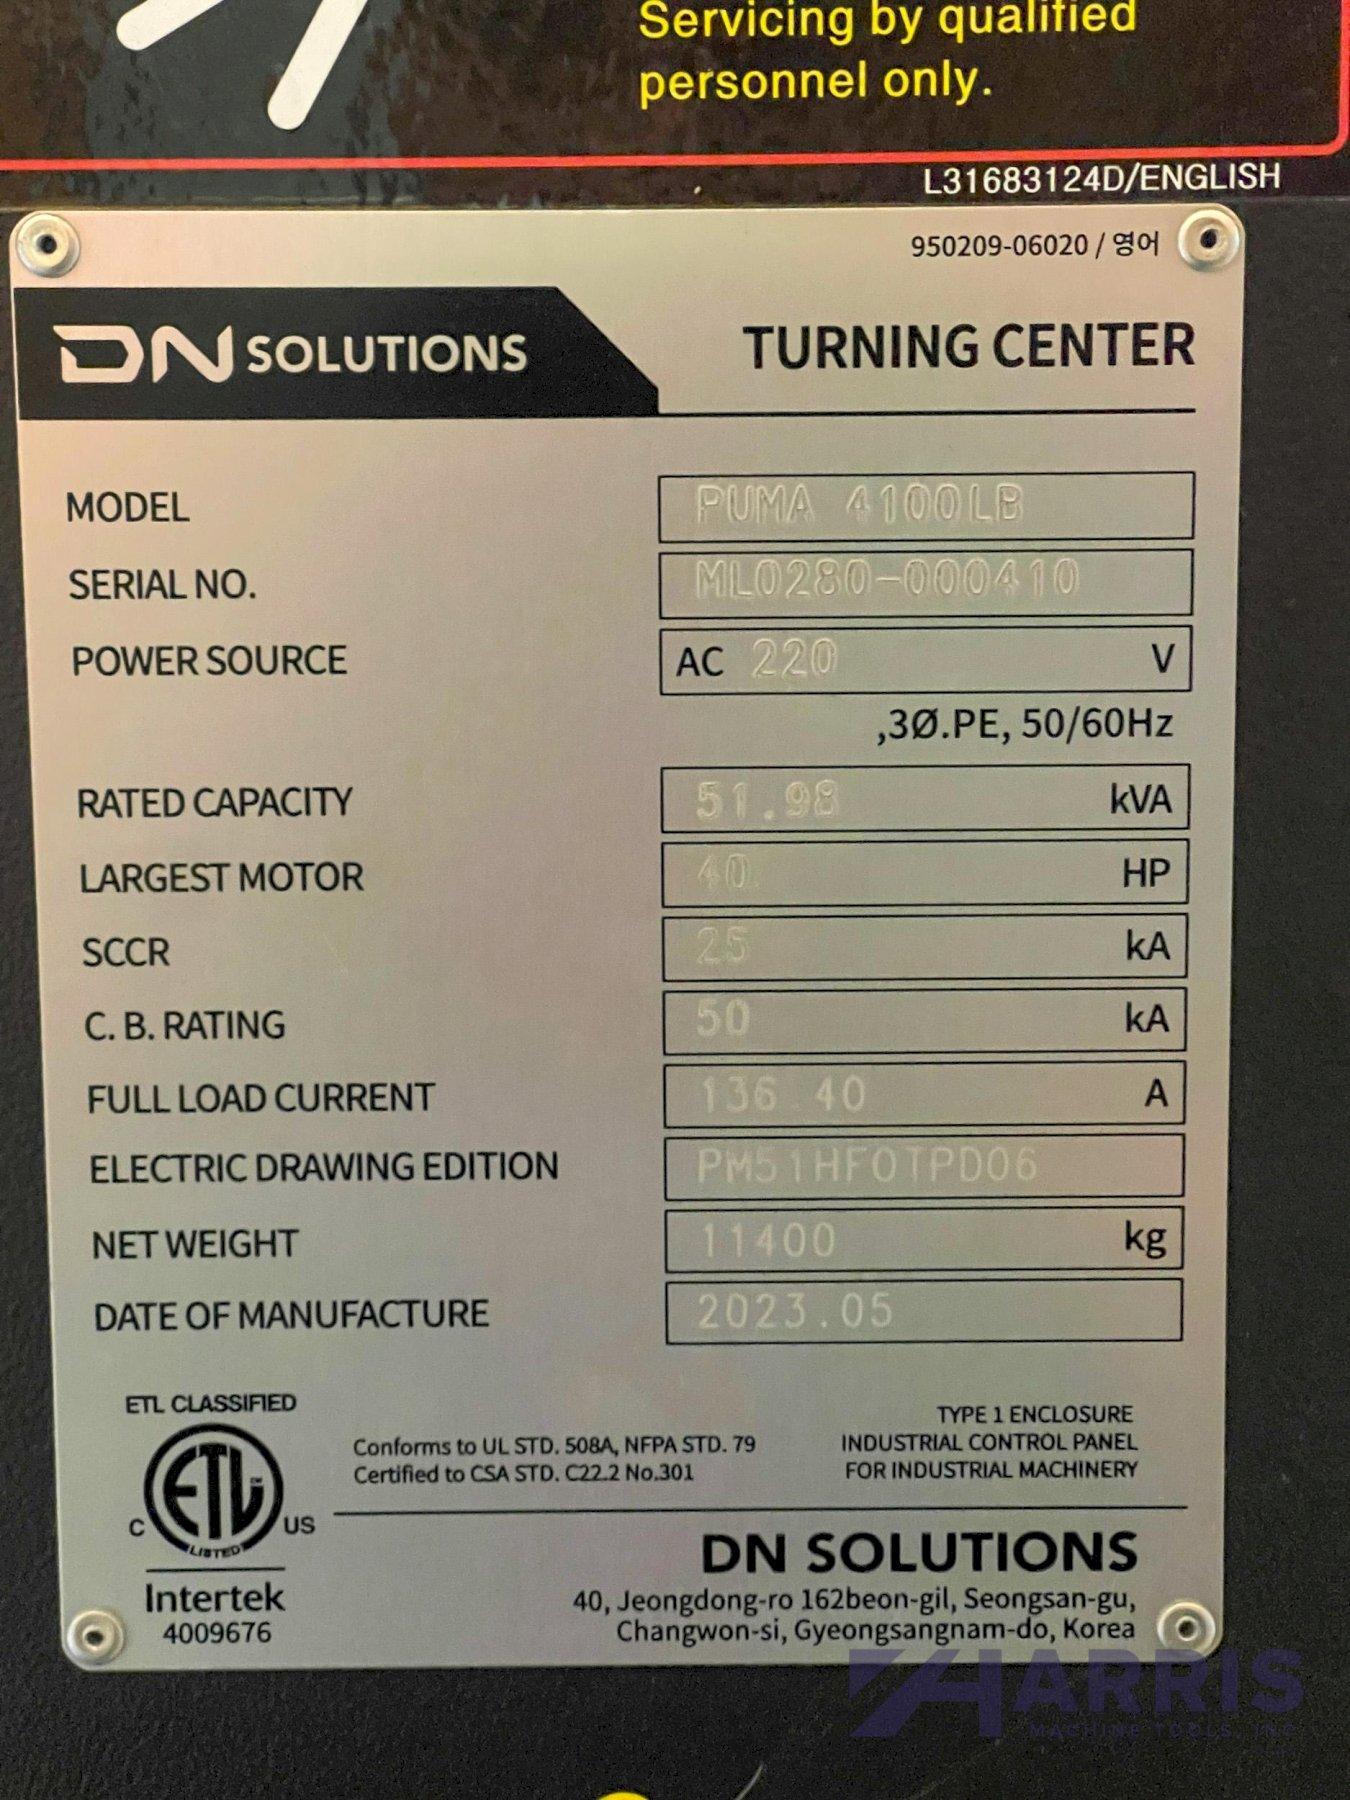 Servicing by qualified
personnel only.
L31683124D/ENGLISH
950209-06020 / 영어
DN SOLUTIONS
TURNING CENTER
MODEL PUMA 4100LB
SERIAL NO. ML0280-000410
POWER SOURCE AC 220 V
,3Ø.PE, 50/60Hz
RATED CAPACITY 51.98 kVA
LARGEST MOTOR 40 HP
SCCR 25 kA
C. B. RATING 50 kA
FULL LOAD CURRENT 136.40 A
ELECTRIC DRAWING EDITION PM51HF0TPD06
NET WEIGHT 11400 kg
DATE OF MANUFACTURE 2023.05
ETL CLASSIFIED
ETL
LISTED
C US
Intertek
4009676
Conforms to UL STD. 508A, NFPA STD. 79
Certified to CSA STD. C22.2 No.301
TYPE 1 ENCLOSURE
INDUSTRIAL CONTROL PANEL
FOR INDUSTRIAL MACHINERY
DN SOLUTIONS
40, Jeongdong-ro 162beon-gil, Seongsan-gu,
Changwon-si, Gyeongsangnam-do, Korea
HARRIS
MACHINE TOOLS, INC